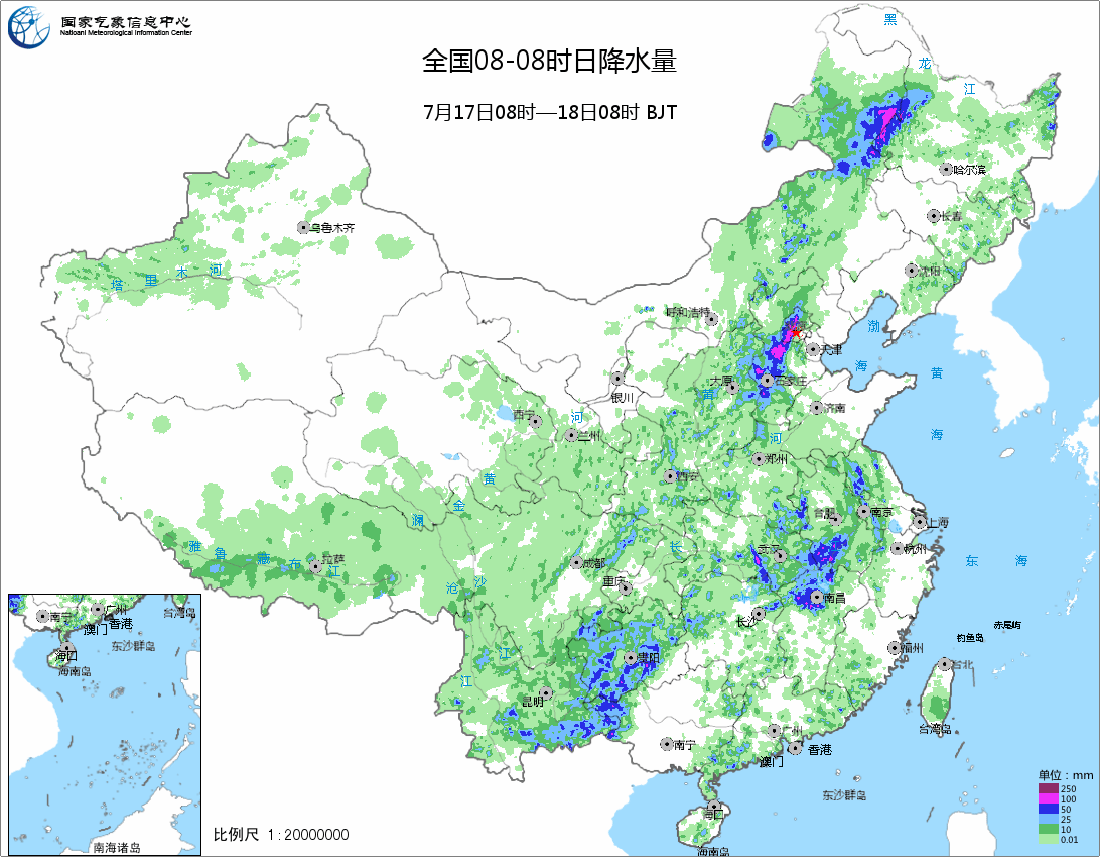 国家气象信息中心
National Meteorological Information Center
全国08-08时日降水量
7月17日08时—18日08时 BJT
黑
龙
江
哈尔滨
长春
乌鲁木齐
沈阳
塔
里
木
河
呼和浩特
渤
天津
海
黄
太原
石家庄
银川
黄
济南
西宁
河
兰州
河
海
郑州
西安
黄
金
澜
合肥
南京
上海
雅
鲁
藏
布
江
拉萨
长
武汉
杭州
东
海
成都
沧
沙
重庆
南昌
长沙
赤尾屿
钓鱼岛
江
贵阳
福州
台北
江
昆明
台湾岛
广州
南宁
香港
澳门
东沙群岛
海口
海南岛
南宁
广州
台湾岛
香港
澳门
东沙群岛
海口
海南岛
南海诸岛
比例尺 1:20000000
单位：mm
250
100
50
25
10
0.01